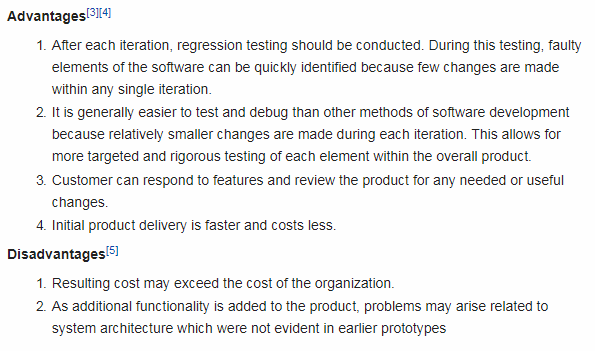 Advantages[3][4]
1. After each iteration, regression testing should be conducted. During this testing, faulty
elements of the software can be quickly identified because few changes are made
within any single iteration.
2. It is generally easier to test and debug than other methods of software development
because relatively smaller changes are made during each iteration. This allows for
more targeted and rigorous testing of each element within the overall product.
3. Customer can respond to features and review the product for any needed or useful
changes.
4. Initial product delivery is faster and costs less.
Disadvantages[5]
1. Resulting cost may exceed the cost of the organization.
2. As additional functionality is added to the product, problems may arise related to
system architecture which were not evident in earlier prototypes